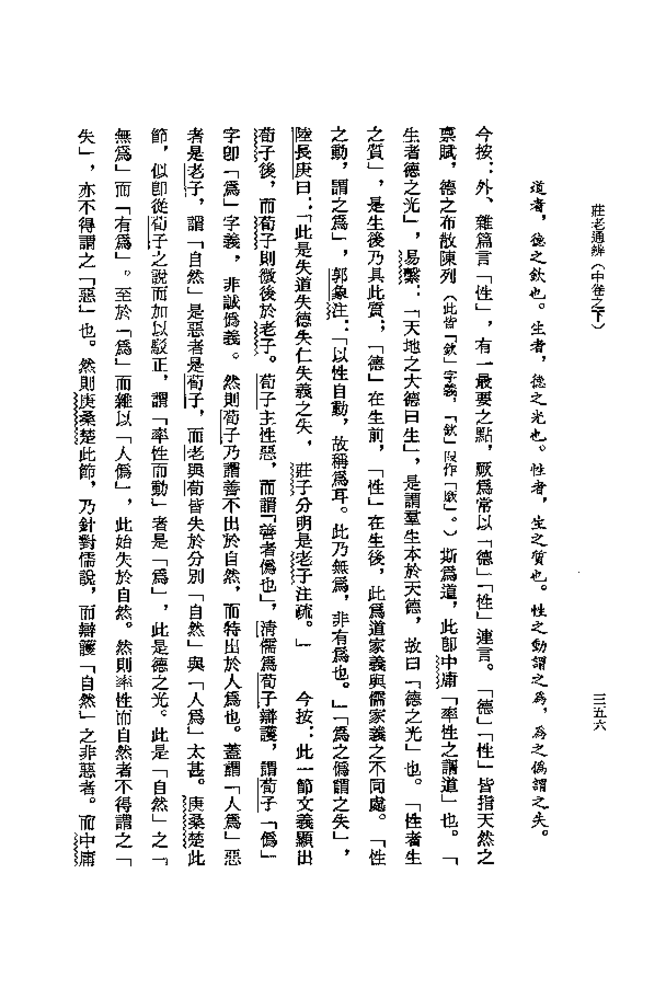 莊老通辨（中卷之下）
三五六
道者，德之欽也。生者，德之光也。性者，生之質也。性之動謂之爲，爲之僞謂之失。
今按：外、雜篇言「性」，有一最要之點，厥爲常以「德」「性」連言。「德」「性」皆指天然之
稟賦，德之布散陳列（此皆「欽」字義，「欽」段作「廞」。）斯爲道，此卽中庸「率性之謂道」也。「
生者德之光」，易繫：「天地之大德曰生」，是謂羣生本於天德，故曰「德之光」也。「性者生
之質」，是生後乃具此質；「德」在生前，「性」在生後，此爲道家義與儒家義之不同處。「性
之動，謂之爲」，郭象注：「以性自動，故稱爲耳。此乃無爲，非有爲也。」「爲之僞謂之失」，
陸長庚曰：「此是失道失德失仁失義之失，莊子分明是老子注疏。」　今按：此一節文義顯出
荀子後，而荀子則微後於老子。荀子主性惡，而謂「善者僞也」，淸儒爲荀子辯護，謂荀子「僞」
字卽「爲」字義，非誠僞義。然則荀子乃謂善不出於自然，而特出於人爲也。蓋謂「人爲」惡
者是老子，謂「自然」是惡者是荀子，而老與荀皆失於分別「自然」與「人爲」太甚。庚桑楚此
節，似卽從荀子之說而加以駁正，謂「率性而動」者是「爲」，此是德之光。此是「自然」之「
無爲」而「有爲」。至於「爲」而雜以「人僞」，此始失於自然。然則率性而自然者不得謂之「
失」，亦不得謂之「惡」也。然則庚桑楚此節，乃針對儒說，而辯護「自然」之非惡者。而中庸